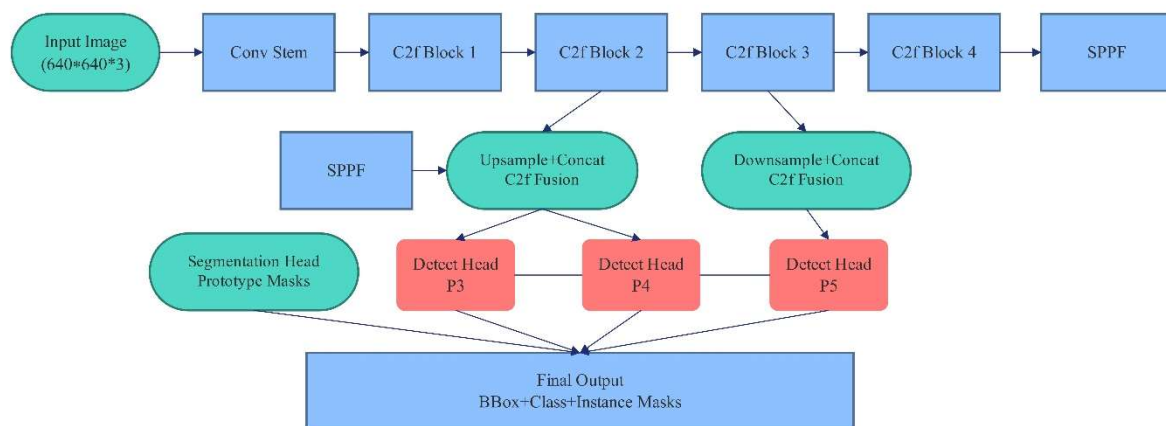 Input Image
(640*640*3)
Conv Stem
C2f Block 1
C2f Block 2
C2f Block 3
C2f Block 4
SPPF
SPPF
Upsample+Concat
C2f Fusion
Downsample+Concat
C2f Fusion
Segmentation Head
Prototype Masks
Detect Head
P3
Detect Head
P4
Detect Head
P5
Final Output
BBox+Class+Instance Masks